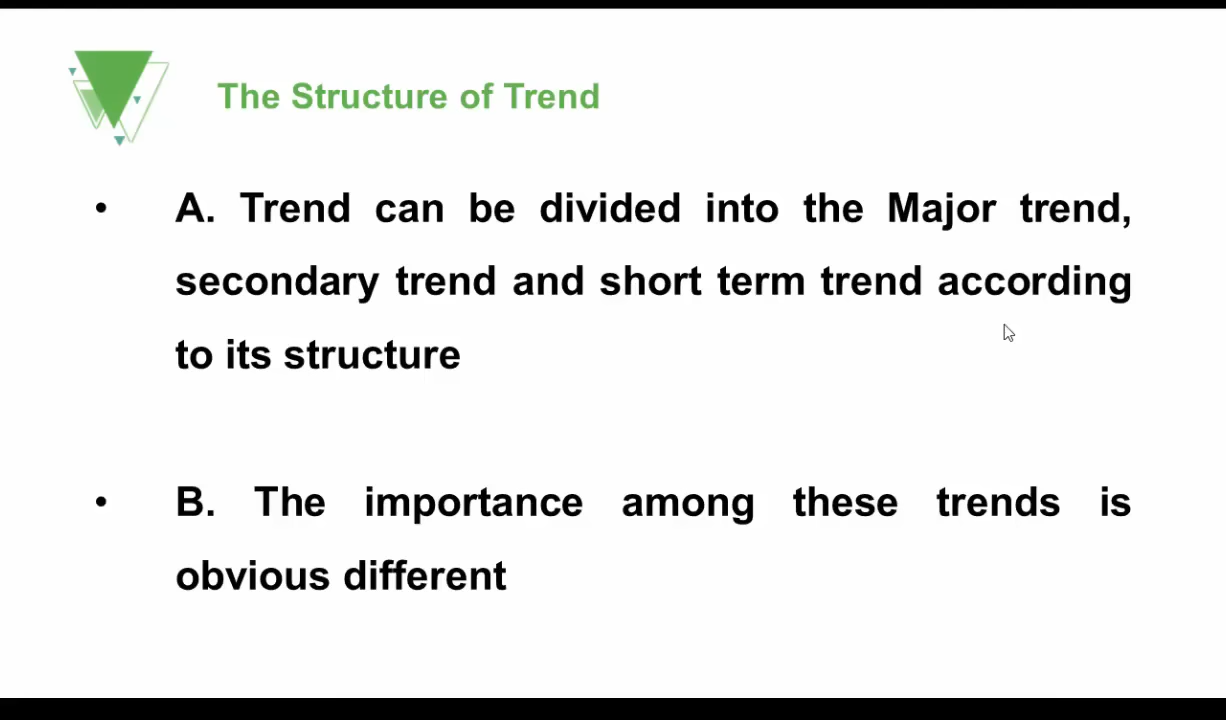 The Structure of Trend
• A. Trend can be divided into the Major trend,
secondary trend and short term trend according
to its structure
• B. The importance among these trends is
obvious different